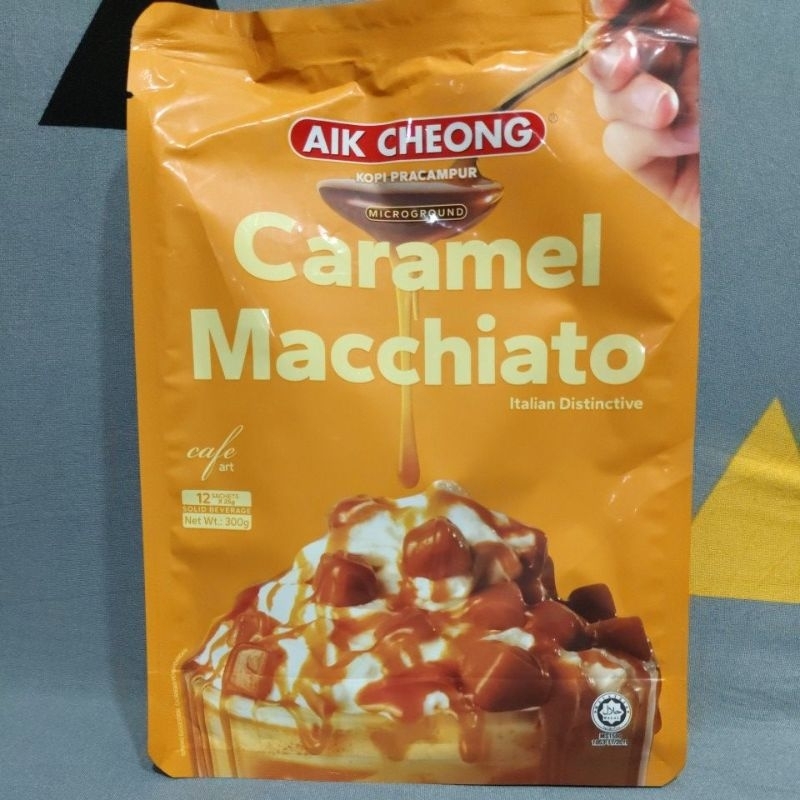 AIK CHEONG
®
KOPI PRACAMPUR
MICROGROUND
Caramel
Macchiato
Italian Distinctive
cafe
art
12 SACHETS X 25g
SOLID BEVERAGE
Net Wt.: 300g